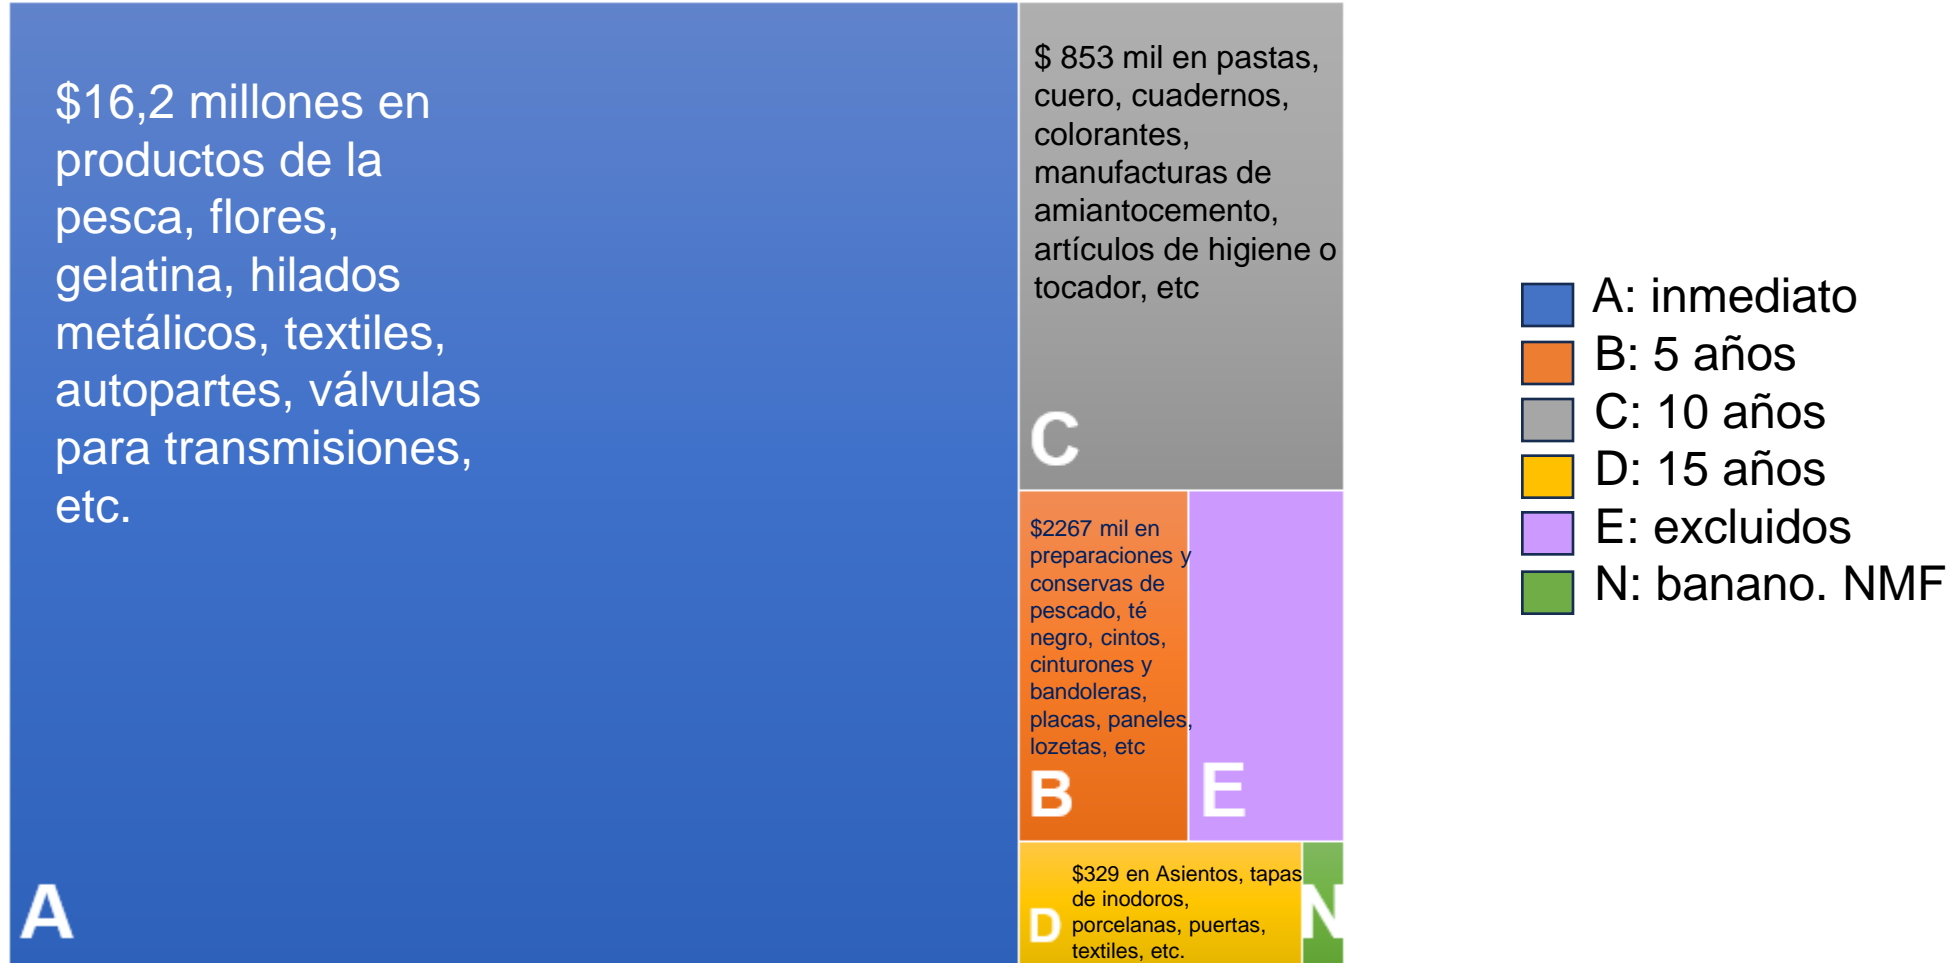 $16,2 millones en
productos de la
pesca, flores,
gelatina, hilados
metálicos, textiles,
autopartes, válvulas
para transmisiones,
etc.
A
$ 853 mil en pastas,
cuero, cuadernos,
colorantes,
manufacturas de
amiantocemento,
artículos de higiene o
tocador, etc
C
$2267 mil en
preparaciones y
conservas de
pescado, té
negro, cintos,
cinturones y
bandoleras,
placas, paneles,
lozetas, etc
B
E
$329 en Asientos, tapas
de inodoros,
porcelanas, puertas,
textiles, etc.
D
N
A: inmediato
B: 5 años
C: 10 años
D: 15 años
E: excluidos
N: banano. NMF